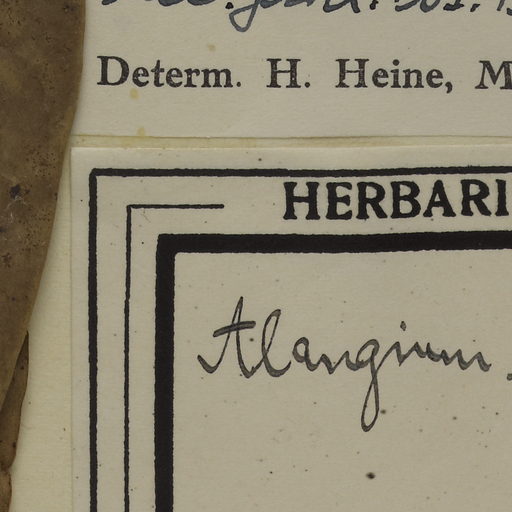 Determ. H. Heine, M
HERBARI
Alangium